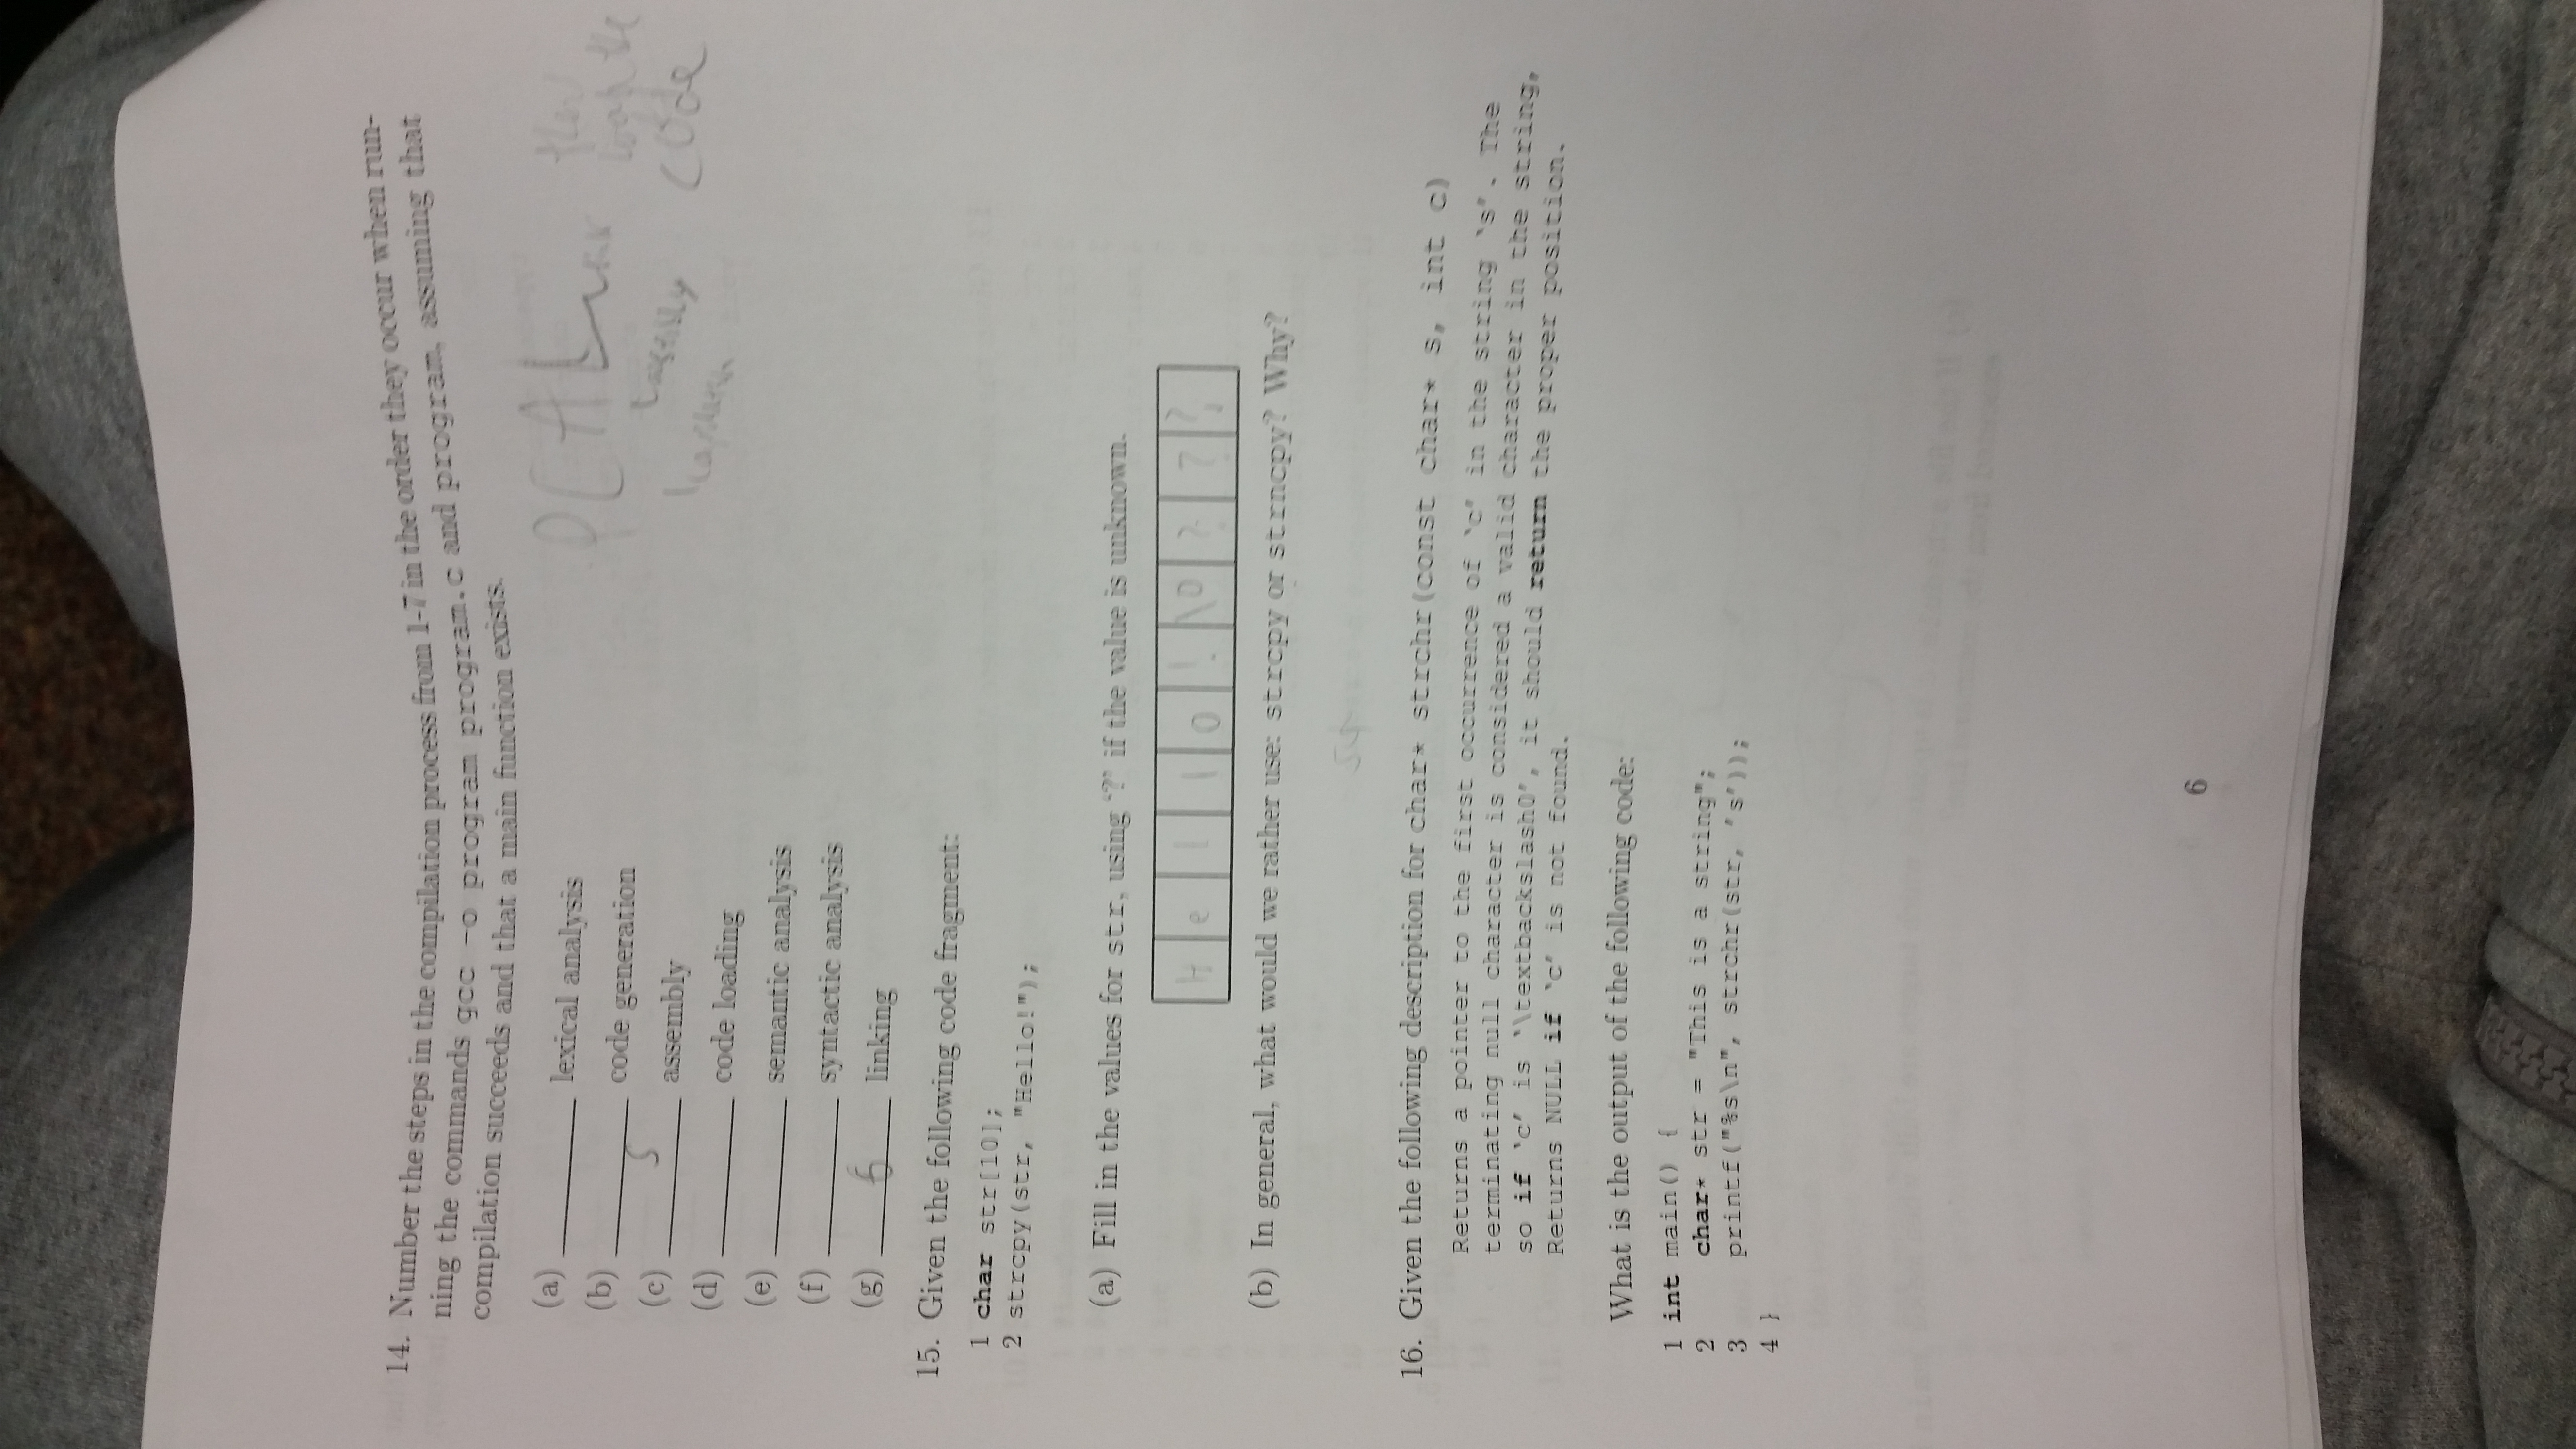 14. Number the steps in the compilation process from 1-7 in the order they occur when run-
ning the commands gcc -o program program.c and program, assuming that
compilation succeeds and that a main function exists.
(a) ________ lexical analysis
(b) ________ code generation
(c) 5 assembly
(d) ________ code loading
(e) ________ semantic analysis
(f) ________ syntactic analysis
(g) 6 linking
PCAL
then
the
code
15. Given the following code fragment:
1 char str[10];
2 strcpy(str, "Hello!");
(a) Fill in the values for str, using '?' if the value is unknown.
H e l l o ! \0 ? ? ?
(b) In general, what would we rather use: strcpy or strncpy? Why?
16. Given the following description for char* strchr(const char* s, int c)
Returns a pointer to the first occurrence of 'c' in the string 's'. The
terminating null character is considered a valid character in the string,
so if 'c' is '\textbackslash0', it should return the proper position.
Returns NULL if 'c' is not found.
What is the output of the following code:
1 int main() {
2 char* str = "This is a string";
3 printf("%s\n", strchr(str, 's'));
4 }
6